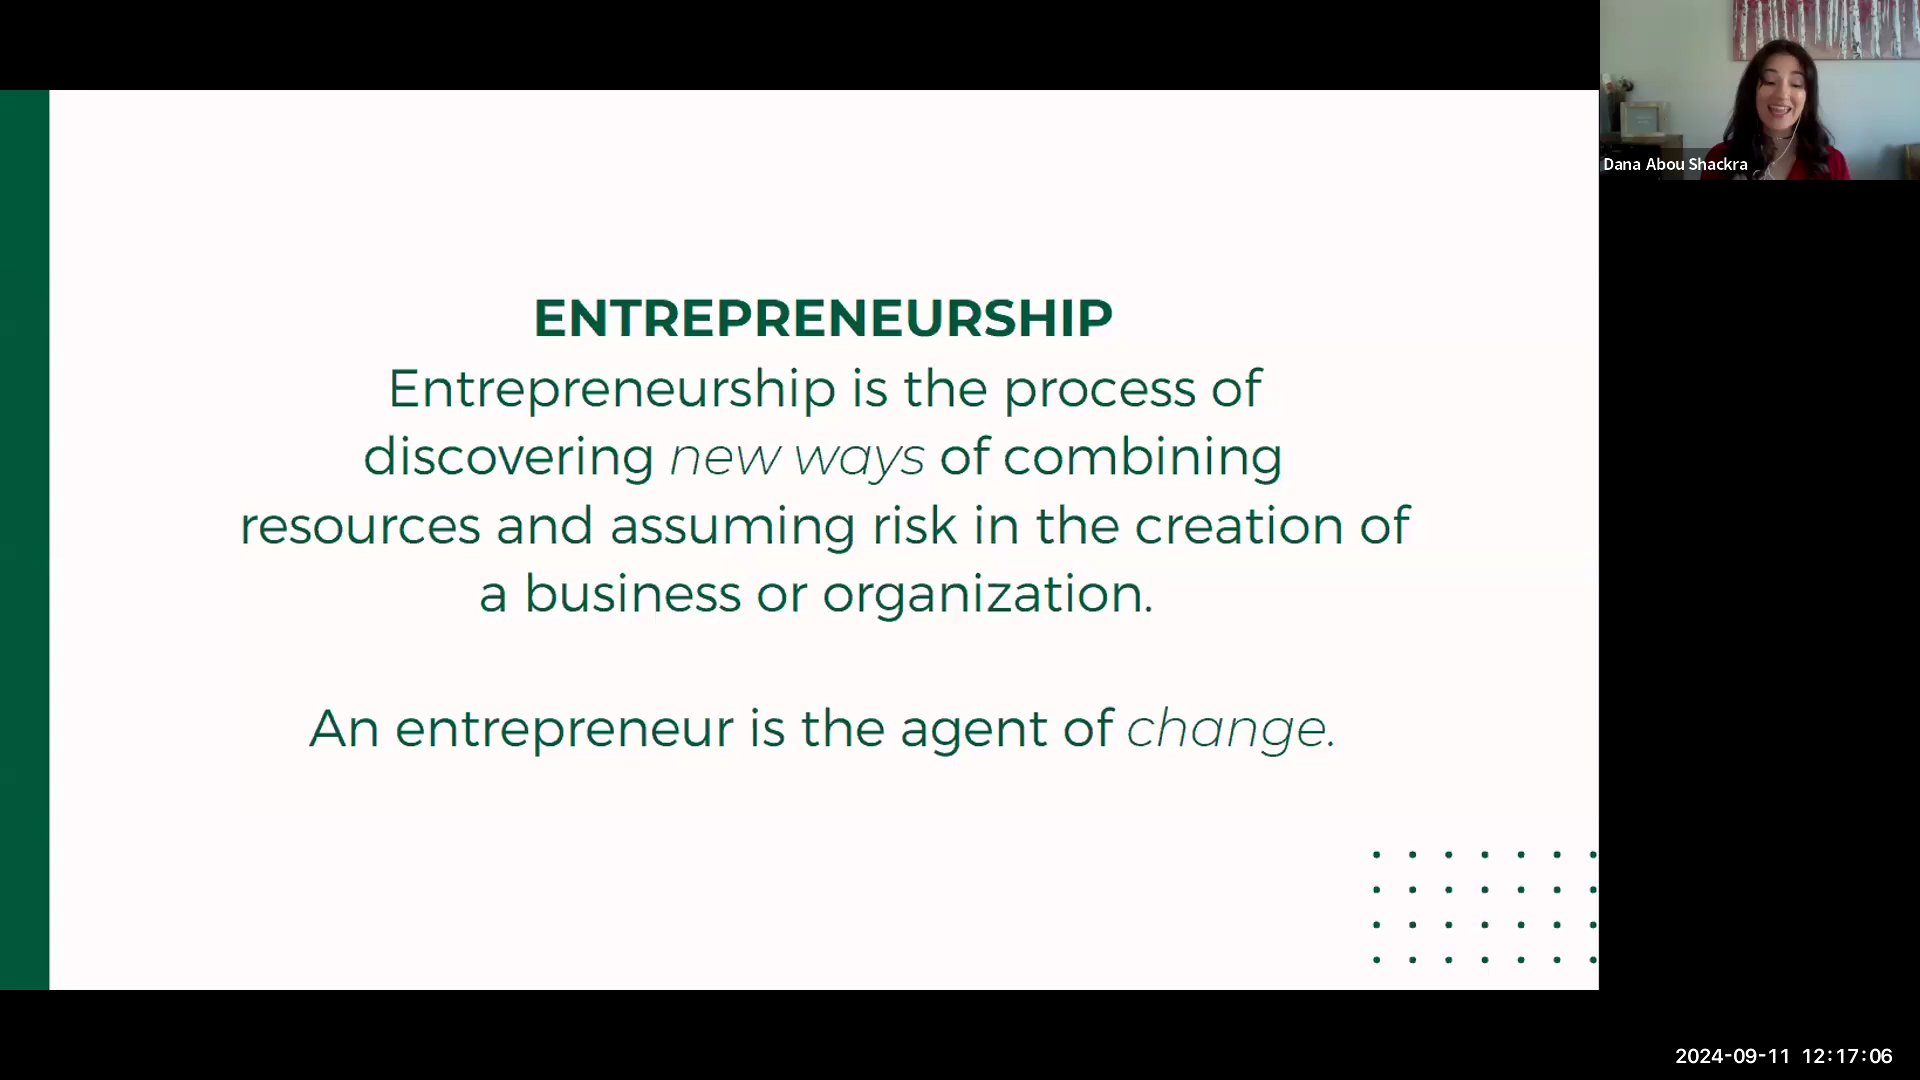 ENTREPRENEURSHIP
Entrepreneurship is the process of
discovering new ways of combining
resources and assuming risk in the creation of
a business or organization.
An entrepreneur is the agent of change.
Dana Abou Shackra
2024-09-11 12:17:06